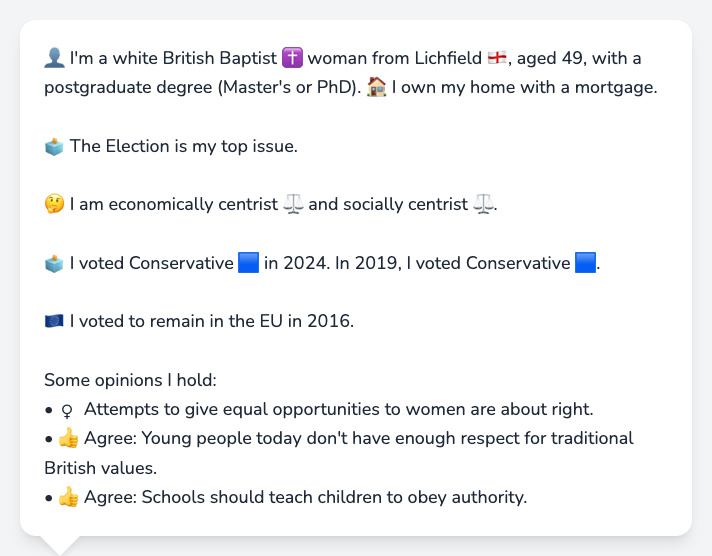 👤 I'm a white British Baptist ✝️ woman from Lichfield 🏴󠁧󠁢󠁥󠁮󠁧󠁿, aged 49, with a
postgraduate degree (Master's or PhD). 🏠 I own my home with a mortgage.
🗳️ The Election is my top issue.
🤔 I am economically centrist ⚖️ and socially centrist ⚖️.
🗳️ I voted Conservative 🟦 in 2024. In 2019, I voted Conservative 🟦.
🇪🇺 I voted to remain in the EU in 2016.
Some opinions I hold:
• ♀ Attempts to give equal opportunities to women are about right.
• 👍 Agree: Young people today don't have enough respect for traditional
British values.
• 👍 Agree: Schools should teach children to obey authority.